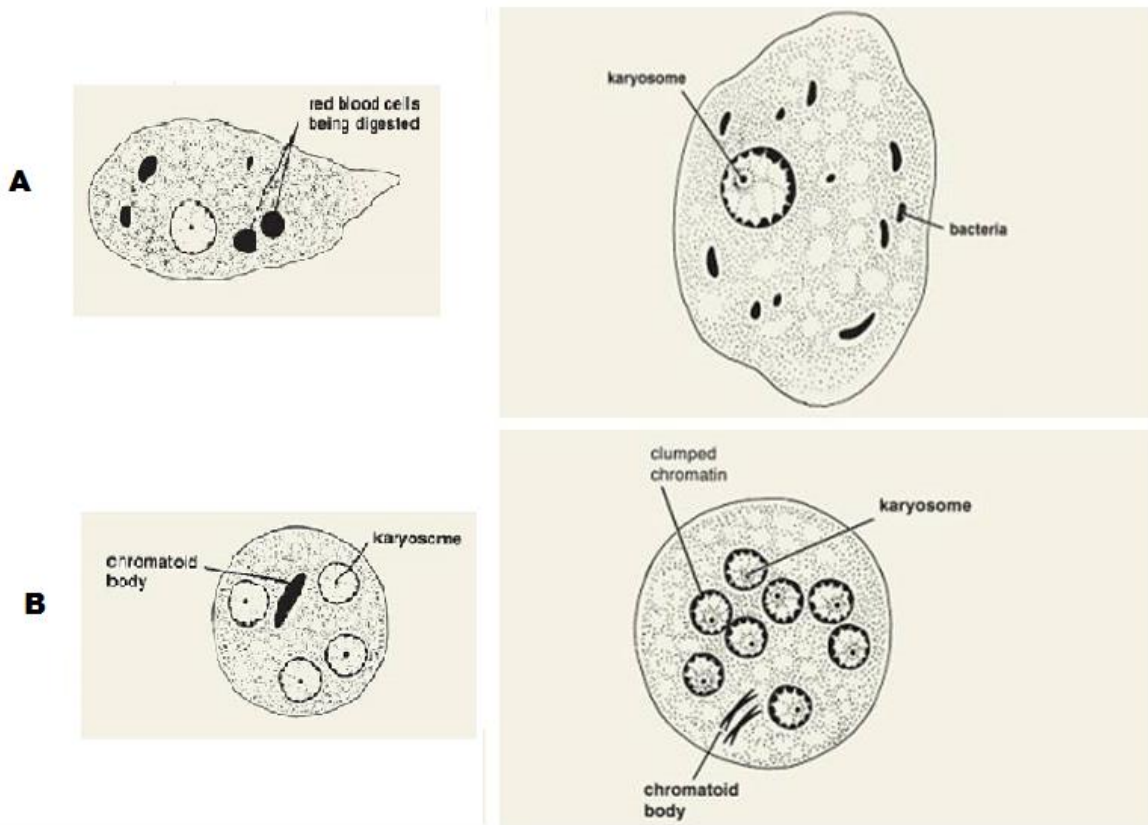 A
red blood cells
being digested
karyosome
bacteria
B
chromatoid
body
karyosome
clumped
chromatin
karyosome
chromatoid
body